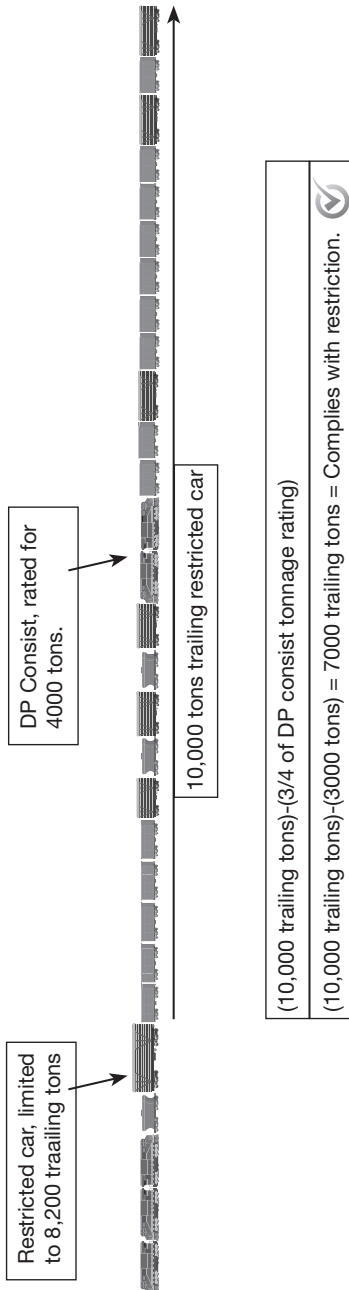 Restricted car, limited
to 8,200 traailing tons
DP Consist, rated for
4000 tons.
10,000 tons trailing restricted car
(10,000 trailing tons)-(3/4 of DP consist tonnage rating)
(10,000 trailing tons)-(3000 tons) = 7000 trailing tons = Complies with restriction.